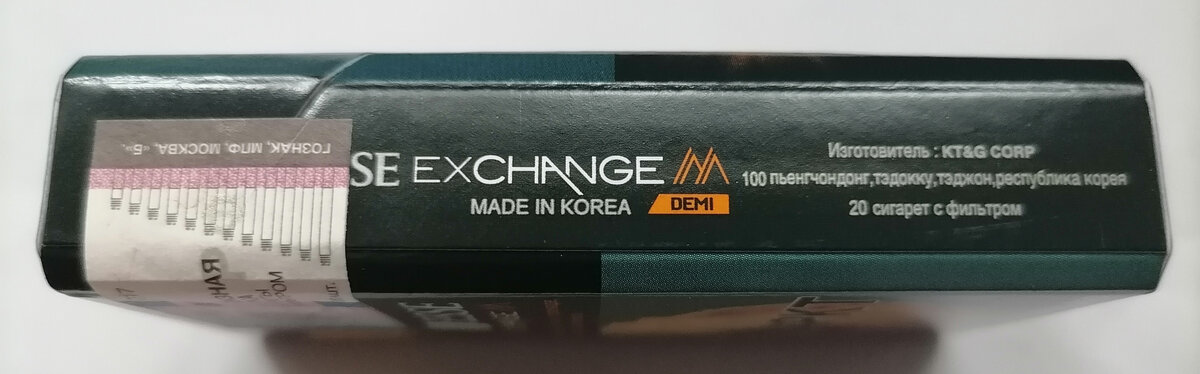 SE EXCHANGE
MADE IN KOREA DEMI
Изготовитель : KT&G CORP
100 пьенгчондонг,тэдокку,тэджон,республика корея
20 сигарет с фильтром
ГОЗНАК, МПФ, МОСКВА, «Б»,